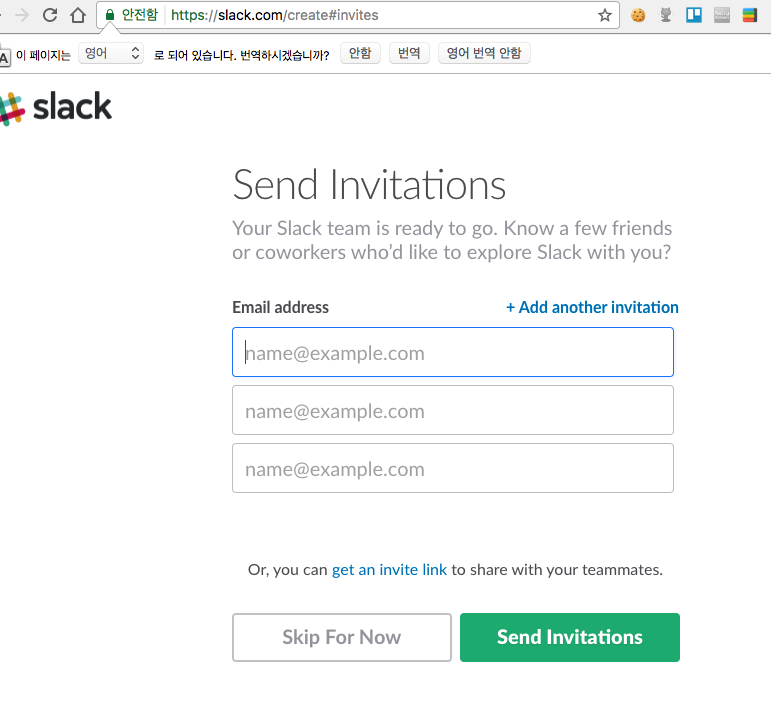 안전함 https://slack.com/create#invites
A 이 페이지는 영어 로 되어 있습니다. 번역하시겠습니까? 안함 번역 영어 번역 안함
slack
Send Invitations
Your Slack team is ready to go. Know a few friends
or coworkers who'd like to explore Slack with you?
Email address + Add another invitation
name@example.com
name@example.com
name@example.com
Or, you can get an invite link to share with your teammates.
Skip For Now Send Invitations